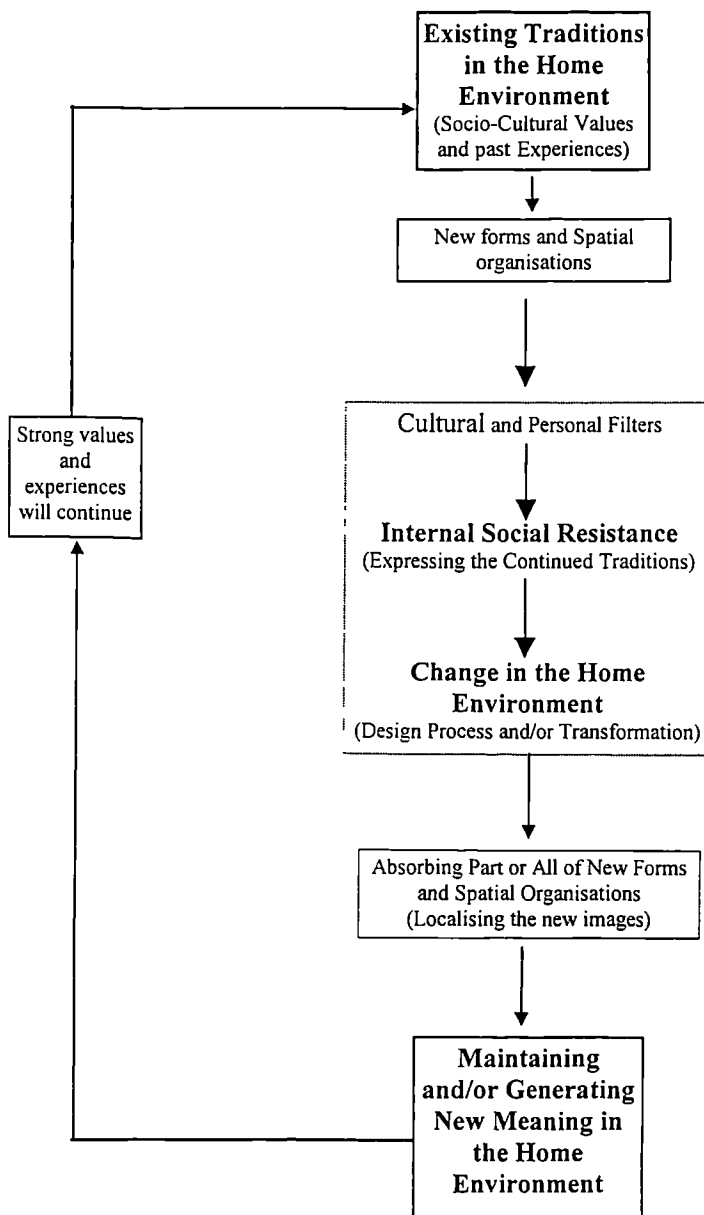 Existing Traditions
in the Home
Environment
(Socio-Cultural Values
and past Experiences)
New forms and Spatial
organisations
Cultural and Personal Filters
Internal Social Resistance
(Expressing the Continued Traditions)
Change in the Home
Environment
(Design Process and/or Transformation)
Absorbing Part or All of New Forms
and Spatial Organisations
(Localising the new images)
Maintaining
and/or Generating
New Meaning in
the Home
Environment
Strong values
and
experiences
will continue